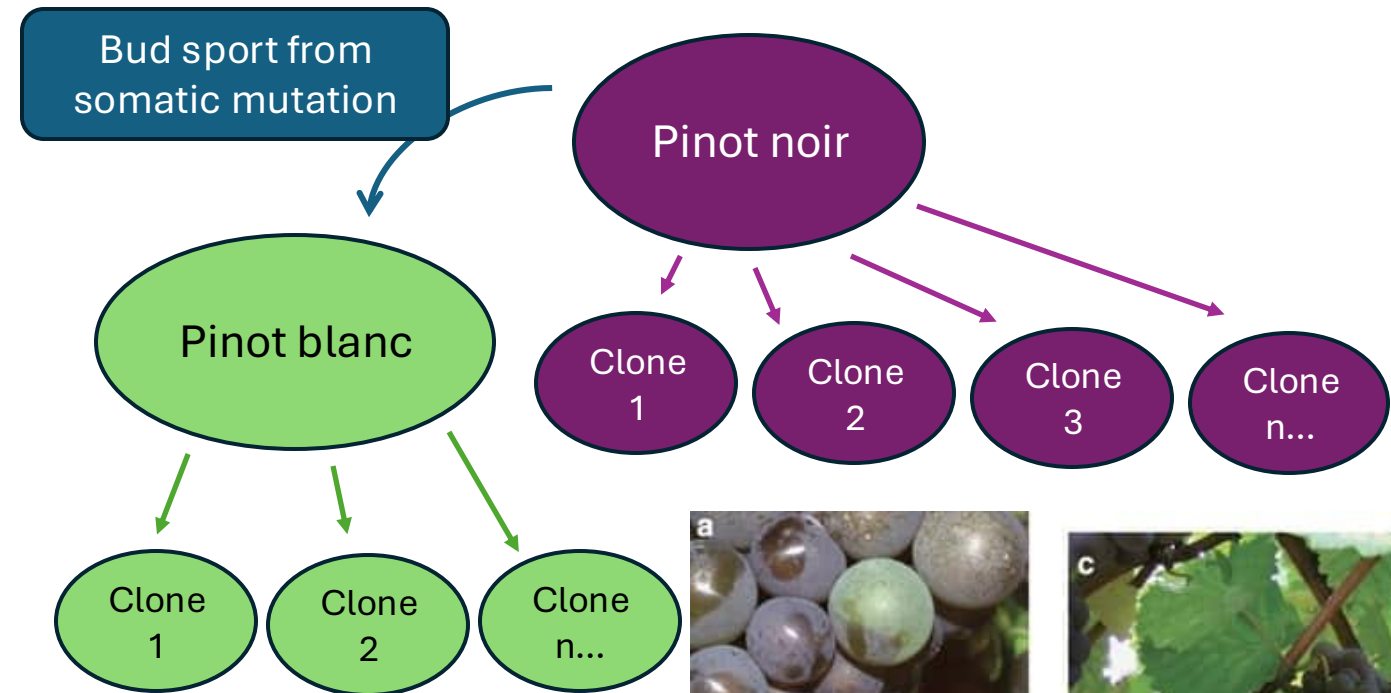 Bud sport from
somatic mutation
Pinot noir
Pinot blanc
Clone
1
Clone
2
Clone
3
Clone
n...
Clone
1
Clone
2
Clone
n...
a
c